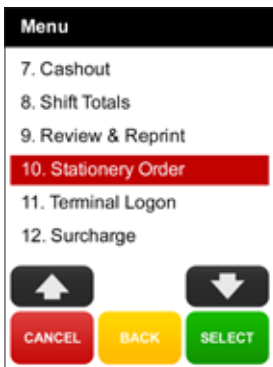 Menu
7. Cashout
8. Shift Totals
9. Review & Reprint
10. Stationery Order
11. Terminal Logon
12. Surcharge
CANCEL BACK SELECT